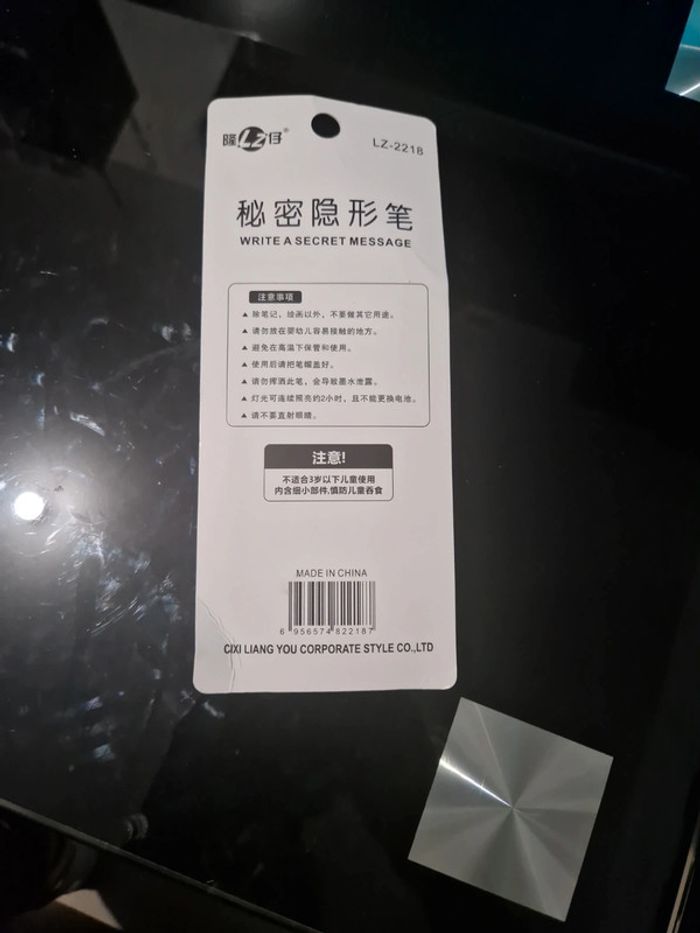 隆LZ仔®
LZ-2218
秘密隐形笔
WRITE A SECRET MESSAGE
注意事項
▲ 除笔记，绘画以外，不要做其它用途。
▲ 请勿放在婴幼儿容易接触的地方。
▲ 避免在高温下保管和使用。
▲ 使用后请把笔帽盖好。
▲ 请勿挥洒此笔，会导致墨水泄露。
▲ 灯光可连续照亮约2小时，且不能更换电池。
▲ 请不要直射眼睛。
注意!
不适合3岁以下儿童使用
内含细小部件,慎防儿童吞食
MADE IN CHINA
6 956574 822187
CIXI LIANG YOU CORPORATE STYLE CO.,LTD